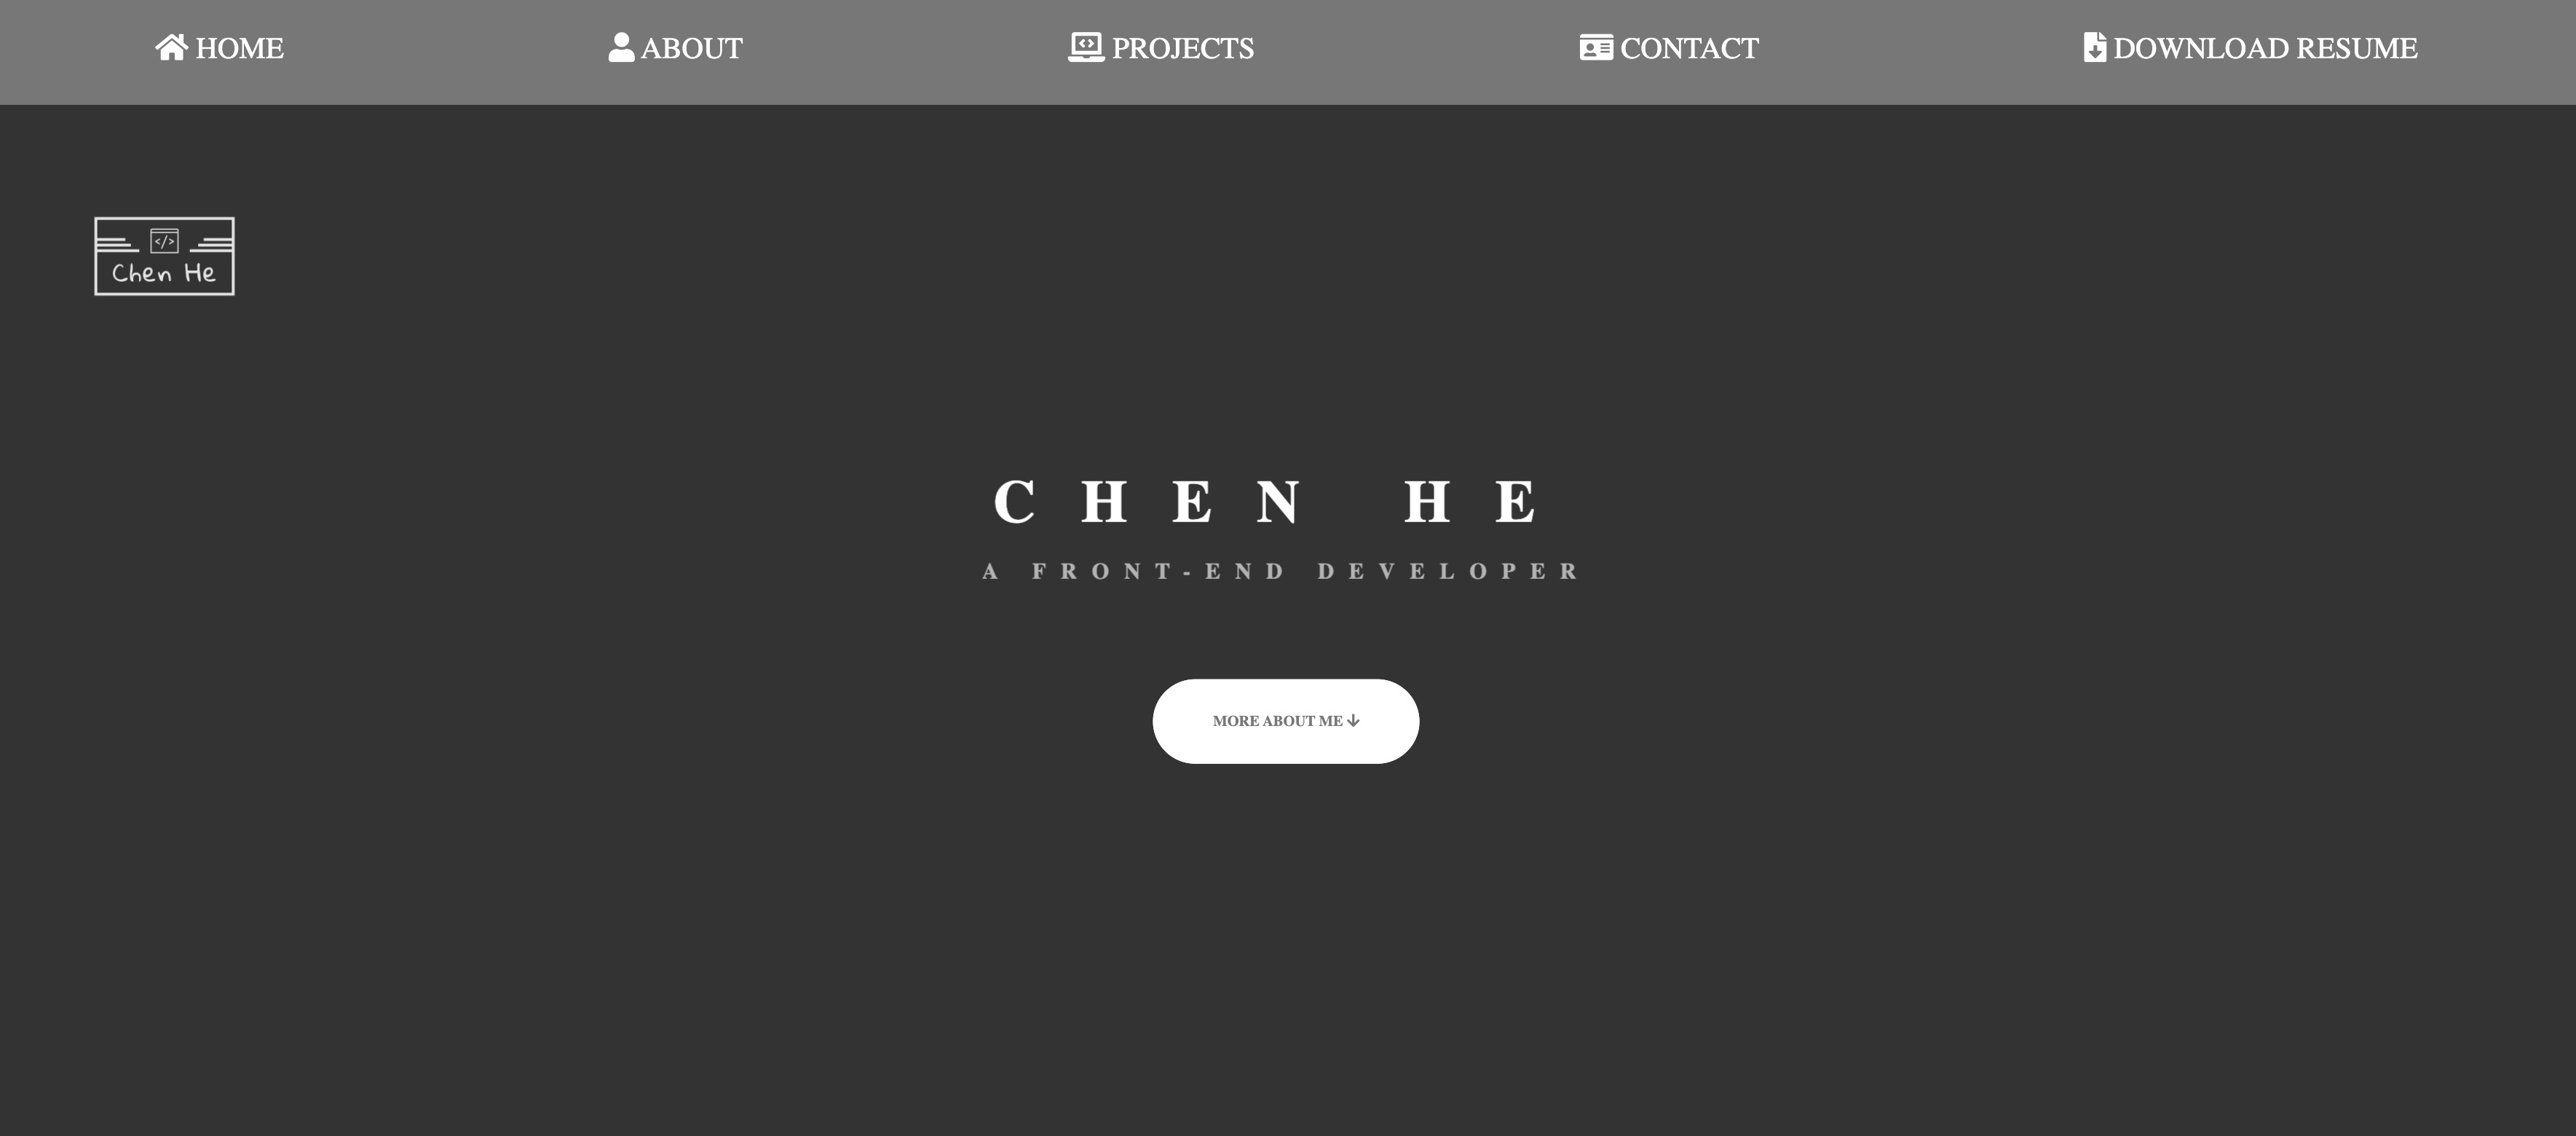 HOME ABOUT PROJECTS CONTACT DOWNLOAD RESUME
</>
Chen He
CHEN HE
A FRONT-END DEVELOPER
MORE ABOUT ME